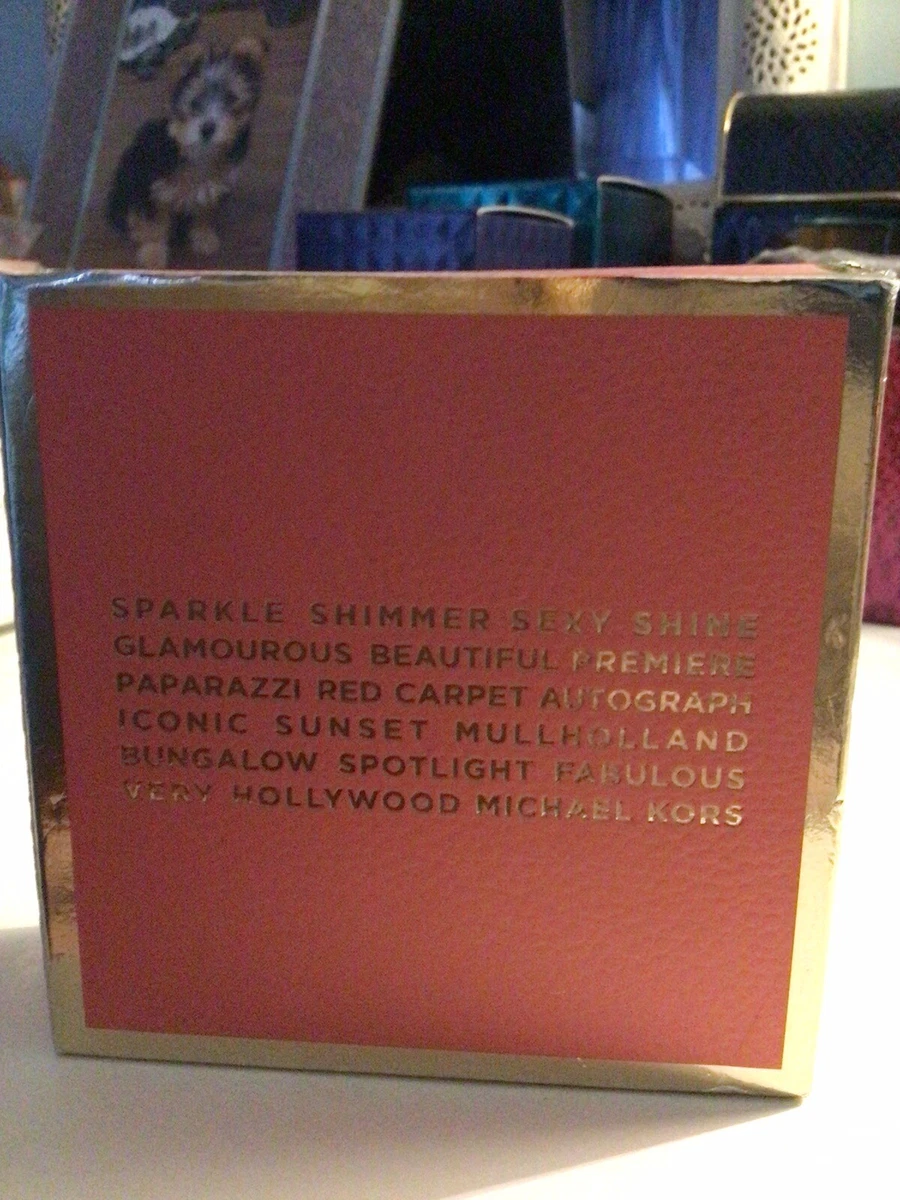 SPARKLE SHIMMER SEXY SHINE
GLAMOUROUS BEAUTIFUL PREMIERE
PAPARAZZI RED CARPET AUTOGRAPH
ICONIC SUNSET MULLHOLLAND
BUNGALOW SPOTLIGHT FABULOUS
VERY HOLLYWOOD MICHAEL KORS